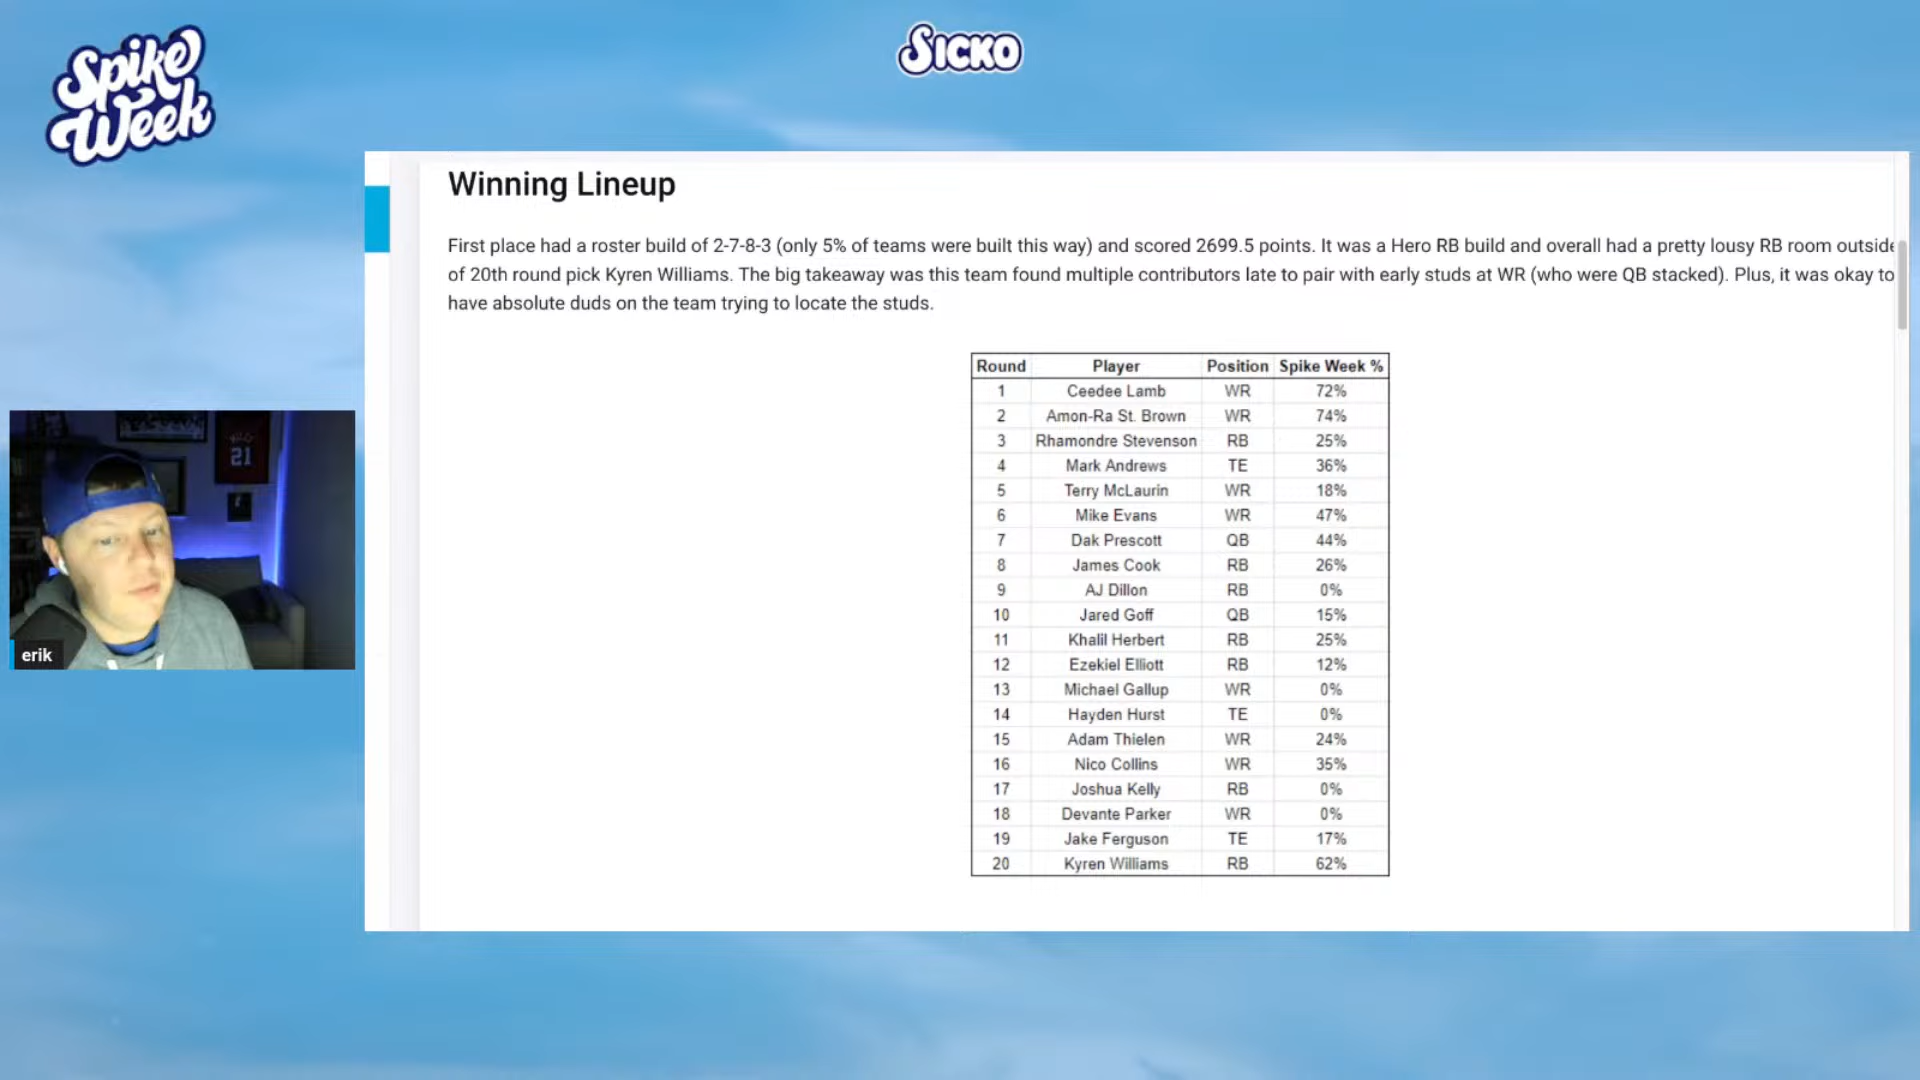 Spike
Week
SICKO
Winning Lineup
First place had a roster build of 2-7-8-3 (only 5% of teams were built this way) and scored 2699.5 points. It was a Hero RB build and overall had a pretty lousy RB room outside
of 20th round pick Kyren Williams. The big takeaway was this team found multiple contributors late to pair with early studs at WR (who were QB stacked). Plus, it was okay to
have absolute duds on the team trying to locate the studs.
Round Player Position Spike Week %
1 Ceedee Lamb WR 72%
2 Amon-Ra St. Brown WR 74%
3 Rhamondre Stevenson RB 25%
4 Mark Andrews TE 36%
5 Terry McLaurin WR 18%
6 Mike Evans WR 47%
7 Dak Prescott QB 44%
8 James Cook RB 26%
9 AJ Dillon RB 0%
10 Jared Goff QB 15%
11 Khalil Herbert RB 25%
12 Ezekiel Elliott RB 12%
13 Michael Gallup WR 0%
14 Hayden Hurst TE 0%
15 Adam Thielen WR 24%
16 Nico Collins WR 35%
17 Joshua Kelly RB 0%
18 Devante Parker WR 0%
19 Jake Ferguson TE 17%
20 Kyren Williams RB 62%
21
erik